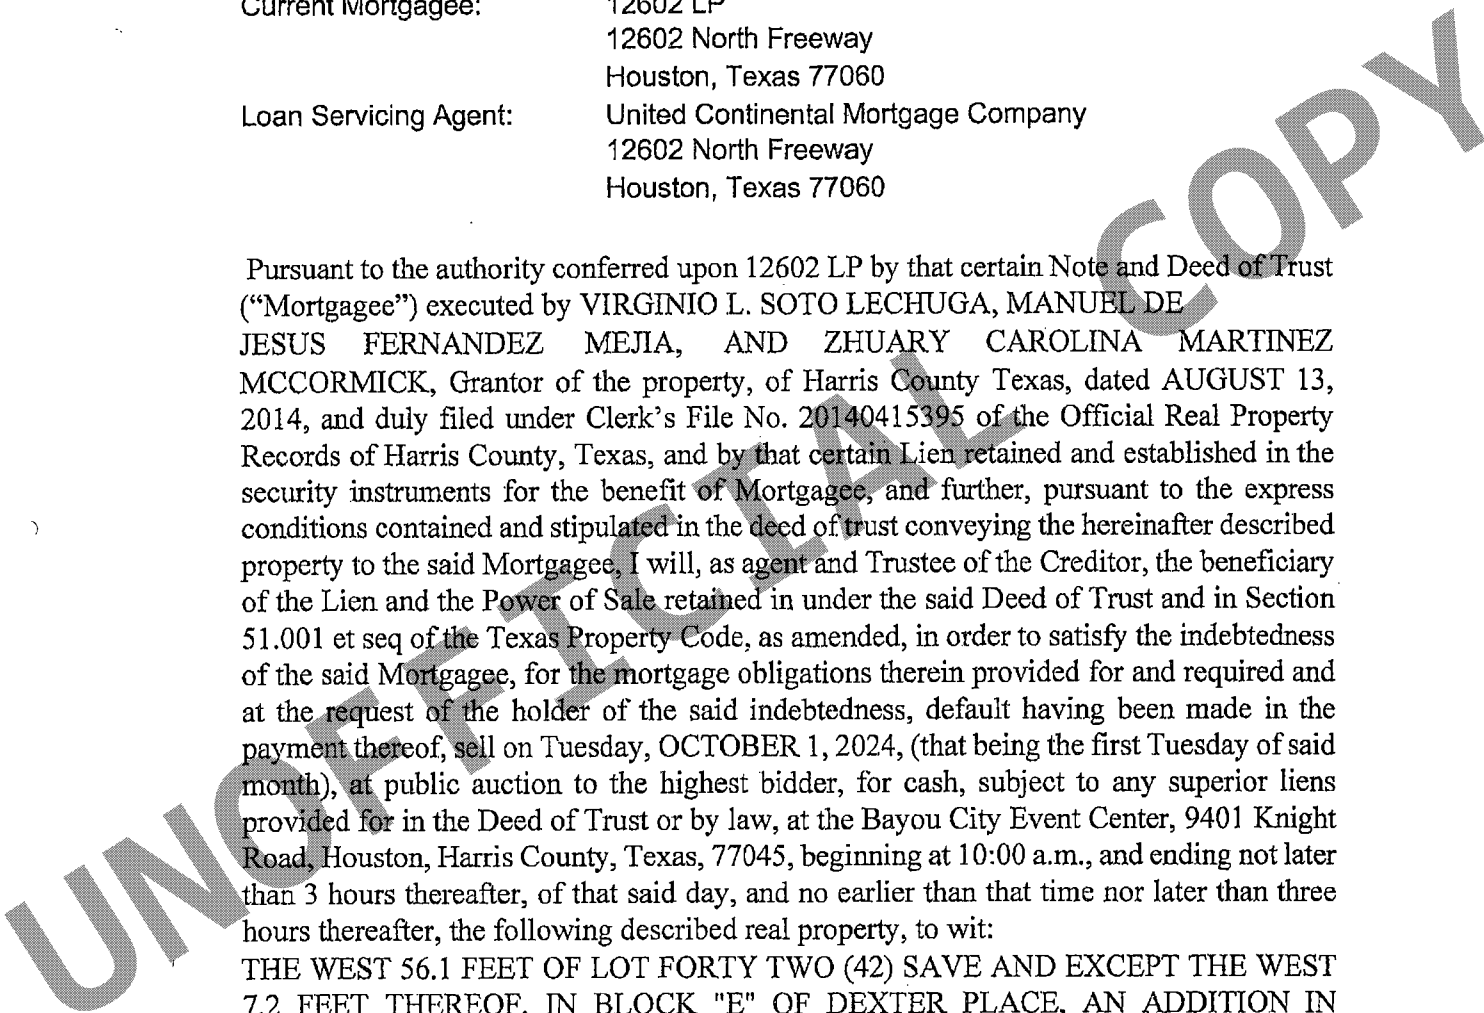 Current Mortgagee: 12602 LP
12602 North Freeway
Houston, Texas 77060
Loan Servicing Agent: United Continental Mortgage Company
12602 North Freeway
Houston, Texas 77060
Pursuant to the authority conferred upon 12602 LP by that certain Note and Deed of Trust
(“Mortgagee”) executed by VIRGINIO L. SOTO LECHUGA, MANUEL DE
JESUS FERNANDEZ MEJIA, AND ZHUARY CAROLINA MARTINEZ
MCCORMICK, Grantor of the property, of Harris County Texas, dated AUGUST 13,
2014, and duly filed under Clerk’s File No. 20140415395 of the Official Real Property
Records of Harris County, Texas, and by that certain Lien retained and established in the
security instruments for the benefit of Mortgagee, and further, pursuant to the express
conditions contained and stipulated in the deed of trust conveying the hereinafter described
property to the said Mortgagee, I will, as agent and Trustee of the Creditor, the beneficiary
of the Lien and the Power of Sale retained in under the said Deed of Trust and in Section
51.001 et seq of the Texas Property Code, as amended, in order to satisfy the indebtedness
of the said Mortgagee, for the mortgage obligations therein provided for and required and
at the request of the holder of the said indebtedness, default having been made in the
payment thereof, sell on Tuesday, OCTOBER 1, 2024, (that being the first Tuesday of said
month), at public auction to the highest bidder, for cash, subject to any superior liens
provided for in the Deed of Trust or by law, at the Bayou City Event Center, 9401 Knight
Road, Houston, Harris County, Texas, 77045, beginning at 10:00 a.m., and ending not later
than 3 hours thereafter, of that said day, and no earlier than that time nor later than three
hours thereafter, the following described real property, to wit:
THE WEST 56.1 FEET OF LOT FORTY TWO (42) SAVE AND EXCEPT THE WEST
7.2 FEET THEREOF, IN BLOCK "E" OF DEXTER PLACE, AN ADDITION IN
UNOFFICIAL COPY